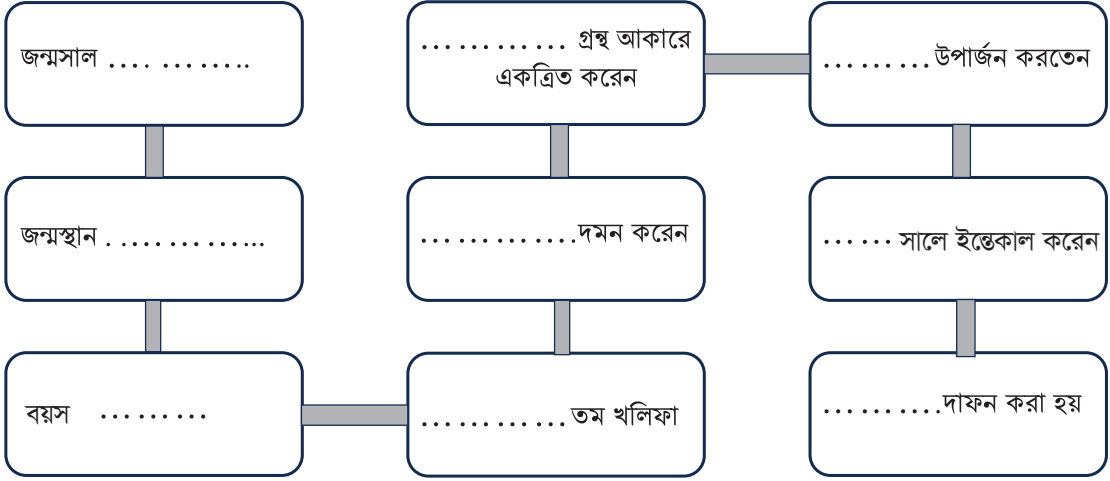 জন্মসাল .... ........
জন্মস্থান . ..............
বয়স .........
.............তম খলিফা
..............দমন করেন
............. গ্রন্থ আকারে
একত্রিত করেন
.........উপার্জন করতেন
...... সালে ইন্তেকাল করেন
..........দাফন করা হয়